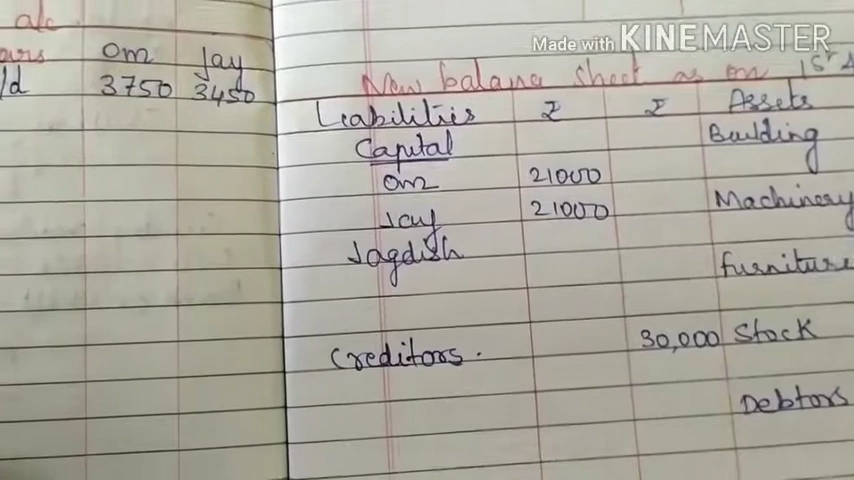 a/c
Om Jay
/d 3750 3450
Made with KINEMASTER
New balance sheet as on 1st A
Liabilities ₹ ₹ Assets
Capital Building
Om 21000
Jay 21000 Machinery
Jagdish furniture
Creditors. 30,000 Stock
Debtors